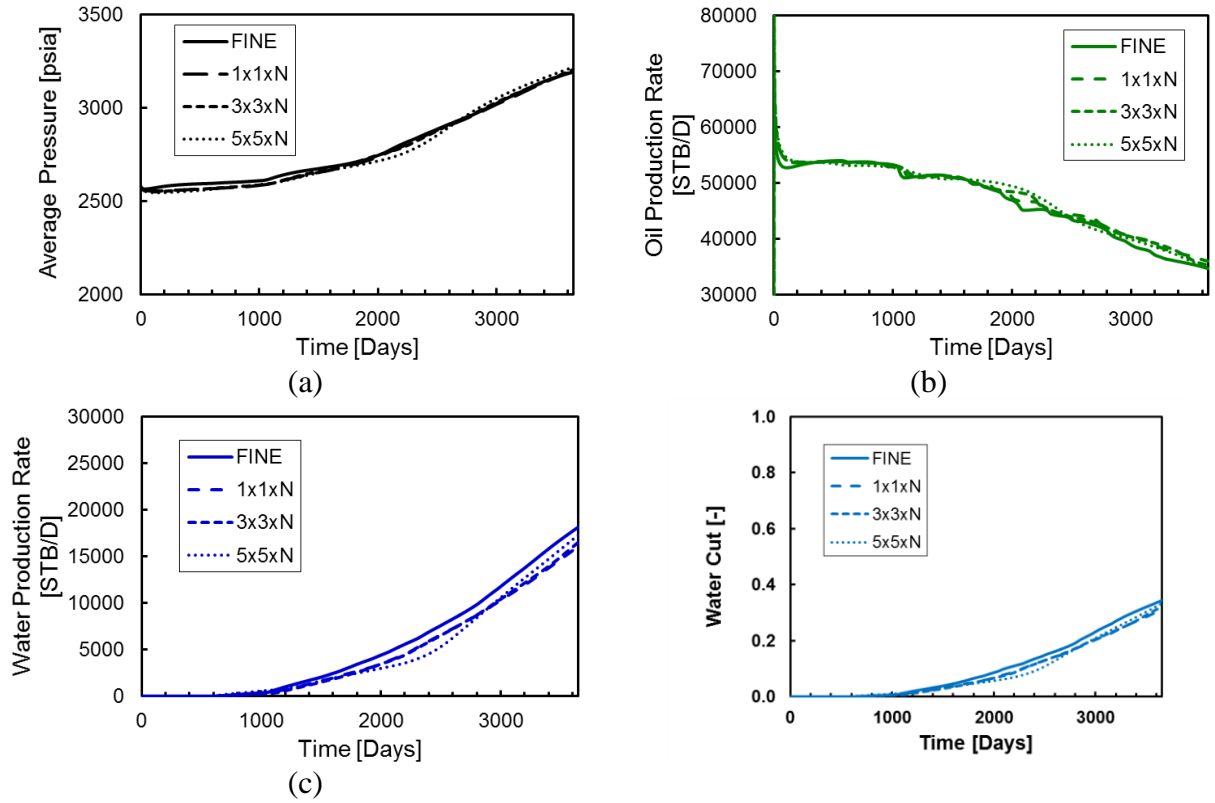 3500
3000
2500
2000
Average Pressure [psia]
FINE
1x1xN
3x3xN
5x5xN
0
1000
2000
3000
Time [Days]
(a)
80000
70000
60000
50000
40000
30000
Oil Production Rate
[STB/D]
FINE
1x1xN
3x3xN
5x5xN
0
1000
2000
3000
Time [Days]
(b)
30000
25000
20000
15000
10000
5000
0
Water Production Rate
[STB/D]
FINE
1x1xN
3x3xN
5x5xN
0
1000
2000
3000
Time [Days]
(c)
1.0
0.8
0.6
0.4
0.2
0.0
Water Cut [-]
FINE
1x1xN
3x3xN
5x5xN
0
1000
2000
3000
Time [Days]